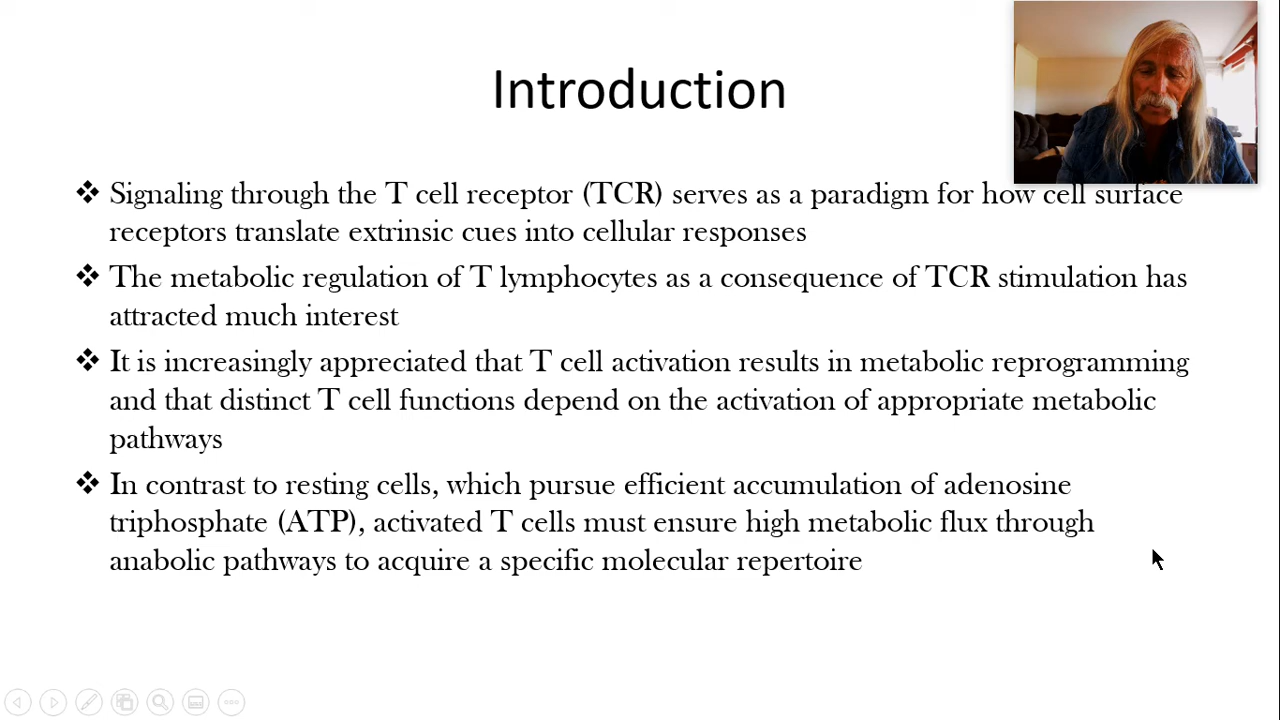 Introduction
❖ Signaling through the T cell receptor (TCR) serves as a paradigm for how cell surface
receptors translate extrinsic cues into cellular responses
❖ The metabolic regulation of T lymphocytes as a consequence of TCR stimulation has
attracted much interest
❖ It is increasingly appreciated that T cell activation results in metabolic reprogramming
and that distinct T cell functions depend on the activation of appropriate metabolic
pathways
❖ In contrast to resting cells, which pursue efficient accumulation of adenosine
triphosphate (ATP), activated T cells must ensure high metabolic flux through
anabolic pathways to acquire a specific molecular repertoire